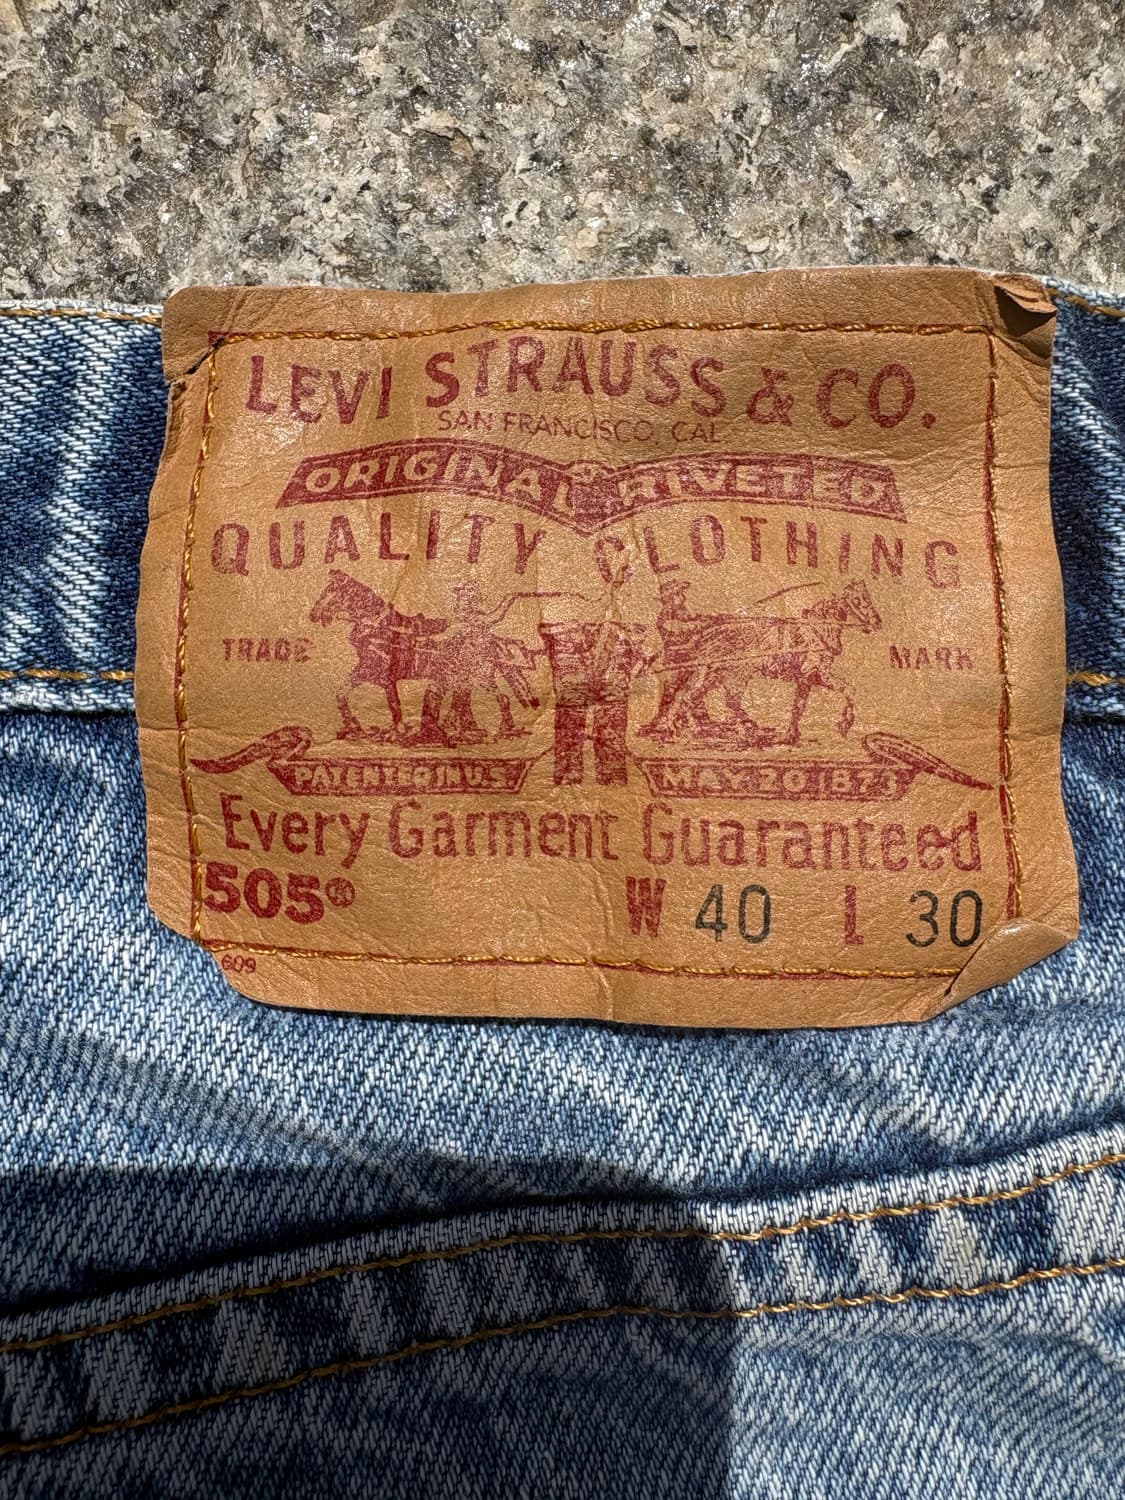 LEVI STRAUSS & CO.
SAN FRANCISCO, CAL.
ORIGINAL RIVETED
QUALITY CLOTHING
TRADE MARK
PATENTED IN U.S. MAY 20 1873
Every Garment Guaranteed
505® W 40 L 30
609